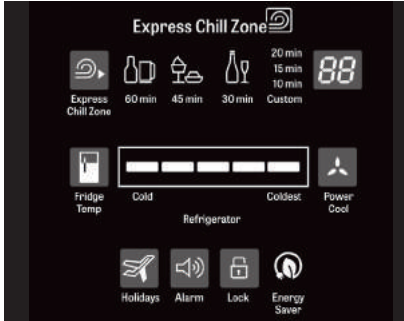 Express Chill Zone
20 min
15 min
10 min
88
Express
Chill Zone
60 min
45 min
30 min
Custom
Fridge
Temp
Cold
Coldest
Power
Cool
Refrigerator
Holidays
Alarm
Lock
Energy
Saver